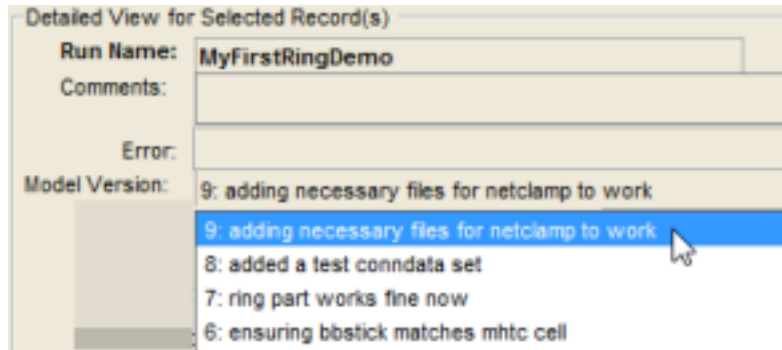 Detailed View for Selected Record(s)
Run Name: MyFirstRingDemo
Comments:
Error:
Model Version: 9: adding necessary files for netclamp to work
9: adding necessary files for netclamp to work
8: added a test conndata set
7: ring part works fine now
6: ensuring bbstick matches mhtc cell